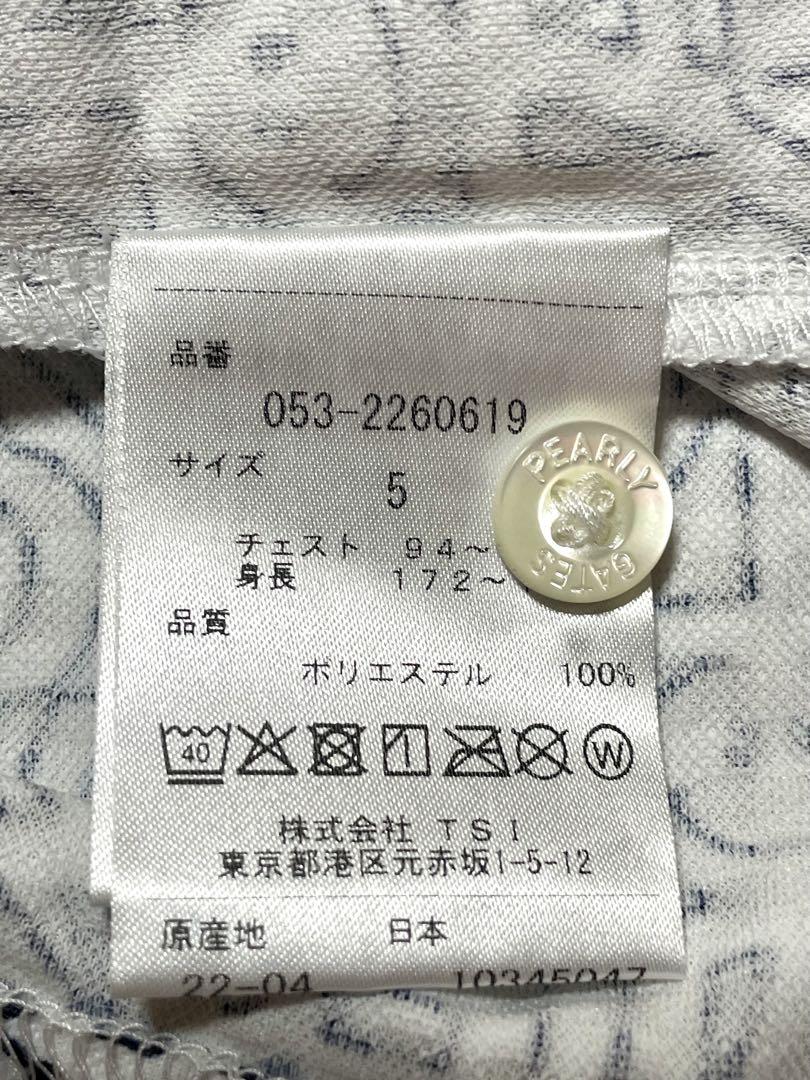 品番
053-2260619
サイズ
5
チェスト 94～
身長 172～
品質
ポリエステル 100%
40
W
株式会社 TSI
東京都港区元赤坂1-5-12
原産地 日本
22-04 10345047
PEARLY
GATES